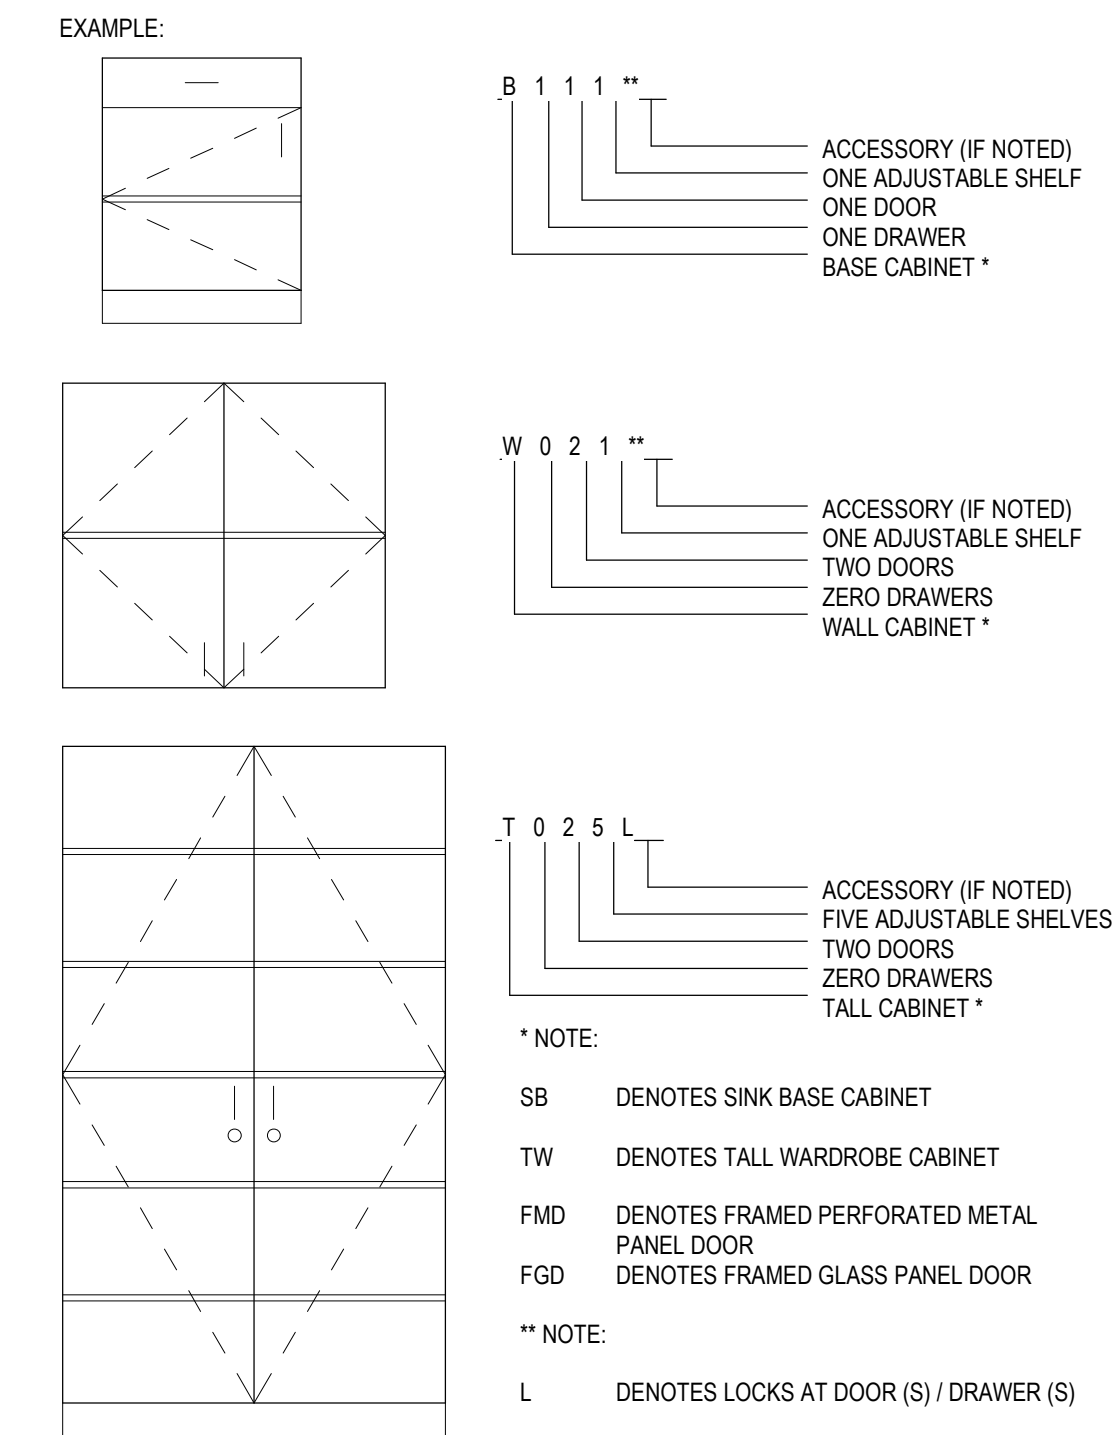 EXAMPLE:
B 1 1 1 **
ACCESSORY (IF NOTED)
ONE ADJUSTABLE SHELF
ONE DOOR
ONE DRAWER
BASE CABINET *
W 0 2 1 **
ACCESSORY (IF NOTED)
ONE ADJUSTABLE SHELF
TWO DOORS
ZERO DRAWERS
WALL CABINET *
T 0 2 5 L
ACCESSORY (IF NOTED)
FIVE ADJUSTABLE SHELVES
TWO DOORS
ZERO DRAWERS
TALL CABINET *
* NOTE:
SB DENOTES SINK BASE CABINET
TW DENOTES TALL WARDROBE CABINET
FMD DENOTES FRAMED PERFORATED METAL
PANEL DOOR
FGD DENOTES FRAMED GLASS PANEL DOOR
** NOTE:
L DENOTES LOCKS AT DOOR (S) / DRAWER (S)